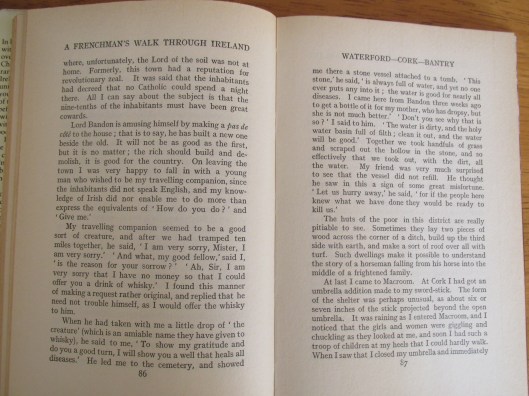 A FRENCHMAN'S WALK THROUGH IRELAND
where, unfortunately, the Lord of the soil was not at
home. Formerly, this town had a reputation for
revolutionary zeal. It was said that the inhabitants
had decreed that no Catholic could spend a night
there. All I can say about the subject is that the
nine-tenths of the inhabitants must have been great
cowards.
Lord Bandon is amusing himself by making a pas de
côté to the house; that is to say, he has built a new one
beside the old. It will not be as good as the first,
but it is no matter; the rich should build and de-
molish, it is good for the country. On leaving the
town I was very happy to fall in with a young
man who wished to be my travelling companion, since
the inhabitants did not speak English, and my know-
ledge of Irish did nor enable me to do more than
express the equivalents of 'How do you do?' and
'Give me.'
My travelling companion seemed to be a good
sort of creature, and after we had tramped ten
miles together, he said, 'I am very sorry, Mister, I
am very sorry.' 'And what, my good fellow,' said I,
'is the reason for your sorrow?' 'Ah, Sir, I am
very sorry that I have no money so that I could
offer you a drink of whisky.' I found this manner
of making a request rather original, and replied that he
need not trouble himself, as I would offer the whisky
to him.
When he had taken with me a little drop of 'the
creature' (which is an amiable name they have given to
whisky), he said to me, 'To show my gratitude and
do you a good turn, I will show you a well that heals all
diseases.' He led me to the cemetery, and showed
86
WATERFORD—CORK—BANTRY
me there a stone vessel attached to a tomb. 'This
stone,' he said, 'is always full of water, and yet no one
ever puts any into it; the water is good for nearly all
diseases. I came here from Bandon three weeks ago
to get a bottle of it for my mother, who has dropsy, but
she is not much better.' 'Don't you see why that is
so?' I said to him. 'The water is dirty, and the holy
water basin full of filth; clean it out, and the water
will be good.' Together we took handfuls of grass
and scraped out the hollow in the stone, and so
effectively that we took out, with the dirt, all
the water. My friend was very much surprised
to see that the vessel did not refill. He thought
he saw in this a sign of some great misfortune.
'Let us hurry away,' he said, 'for if the people here
knew what we have done they would be ready to
kill us.'
The huts of the poor in this district are really
pitiable to see. Sometimes they lay two pieces of
wood across the corner of a ditch, build up the third
side with earth, and make a sort of roof over all with
turf. Such dwellings make it possible to understand
the story of a horseman falling from his horse into the
middle of a frightened family.
At last I came to Macroom. At Cork I had got an
umbrella addition made to my sword-stick. The form
of the shelter was perhaps unusual, as about six or
seven inches of the stick projected beyond the open
umbrella. It was raining as I entered Macroom, and I
noticed that the girls and women were giggling and
chuckling as they looked at me, and soon I had such a
troop of children at my heels that I could hardly walk.
When I saw that I closed my umbrella and immediately
87